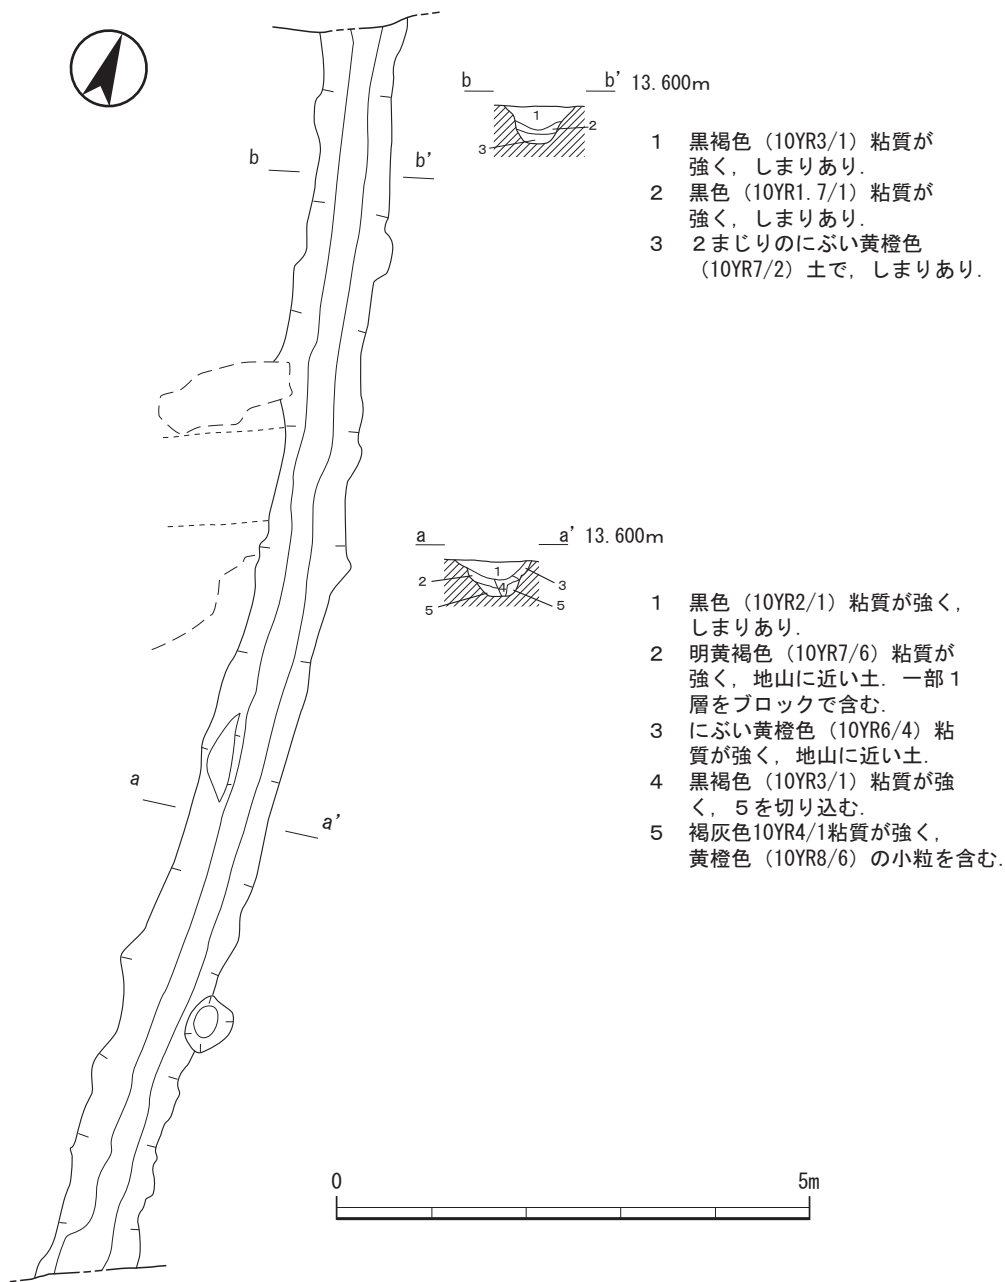 b b’ 13.600m
1
2
3
1 黒褐色（10YR3/1）粘質が
強く，しまりあり．
2 黒色（10YR1.7/1）粘質が
強く，しまりあり．
3 ２まじりのにぶい黄橙色
（10YR7/2）土で，しまりあり．
b b’
a a’ 13.600m
1
2 4 3
5 5
1 黒色（10YR2/1）粘質が強く，
しまりあり．
2 明黄褐色（10YR7/6）粘質が
強く，地山に近い土．一部１
層をブロックで含む．
3 にぶい黄橙色（10YR6/4）粘
質が強く，地山に近い土．
4 黒褐色（10YR3/1）粘質が強
く，５を切り込む．
5 褐灰色10YR4/1粘質が強く，
黄橙色（10YR8/6）の小粒を含む．
a a’
0 5m